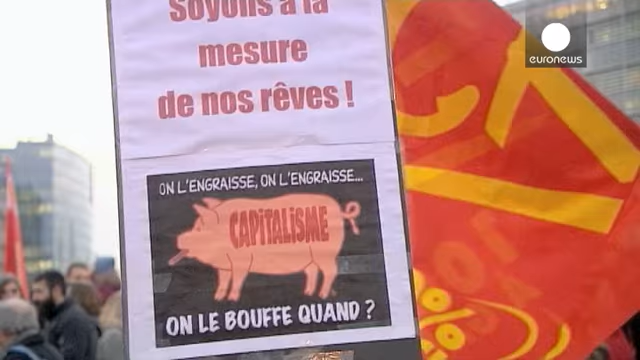 Soyons à la
mesure
de nos rêves !
ON L'ENGRAISSE, ON L'ENGRAISSE...
CAPITALISME
ON LE BOUFFE QUAND ?
euronews